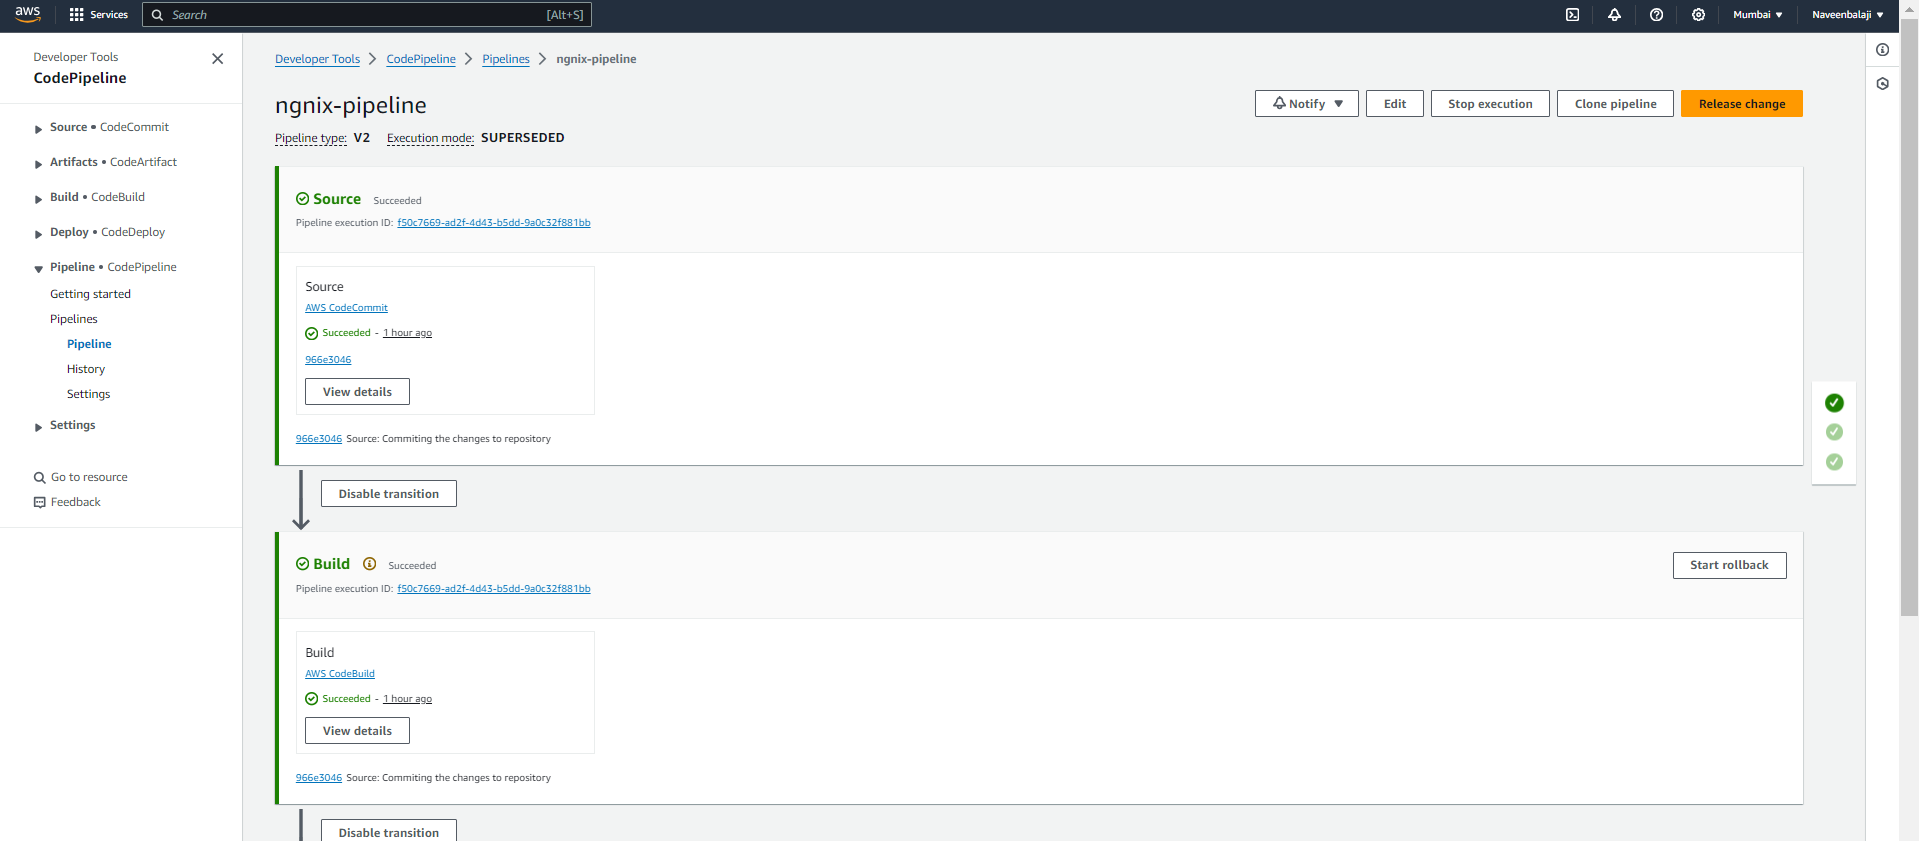 aws Services Search [Alt+S] Mumbai Naveenbalaji
Developer Tools
CodePipeline
Source • CodeCommit
Artifacts • CodeArtifact
Build • CodeBuild
Deploy • CodeDeploy
Pipeline • CodePipeline
Getting started
Pipelines
Pipeline
History
Settings
Settings
Go to resource
Feedback
Developer Tools > CodePipeline > Pipelines > ngnix-pipeline
ngnix-pipeline
Notify Edit Stop execution Clone pipeline Release change
Pipeline type: V2 Execution mode: SUPERSEDED
Source Succeeded
Pipeline execution ID: f50c7669-ad2f-4d43-b5dd-9a0c32f881bb
Source
AWS CodeCommit
Succeeded - 1 hour ago
966e3046
View details
966e3046 Source: Commiting the changes to repository
Disable transition
Build Succeeded
Start rollback
Pipeline execution ID: f50c7669-ad2f-4d43-b5dd-9a0c32f881bb
Build
AWS CodeBuild
Succeeded - 1 hour ago
View details
966e3046 Source: Commiting the changes to repository
Disable transition